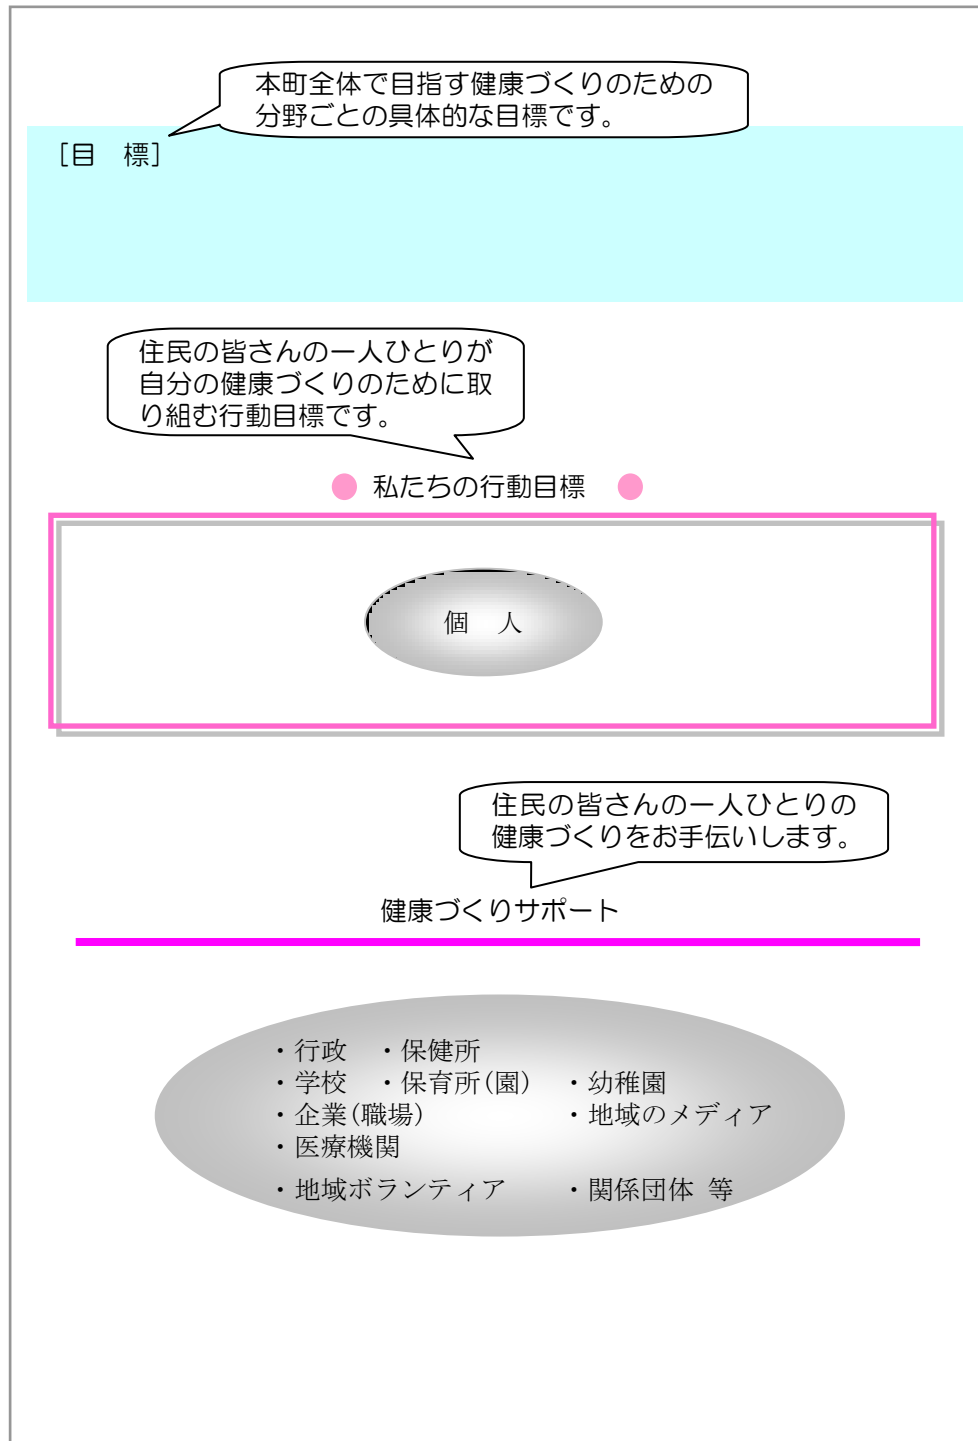 本町全体で目指す健康づくりのための
分野ごとの具体的な目標です。
[目　標]
住民の皆さんの一人ひとりが
自分の健康づくりのために取
り組む行動目標です。
私たちの行動目標
個　人
住民の皆さんの一人ひとりの
健康づくりをお手伝いします。
健康づくりサポート
・行政　・保健所
・学校　・保育所(園)　・幼稚園
・企業(職場)　・地域のメディア
・医療機関
・地域ボランティア　・関係団体 等